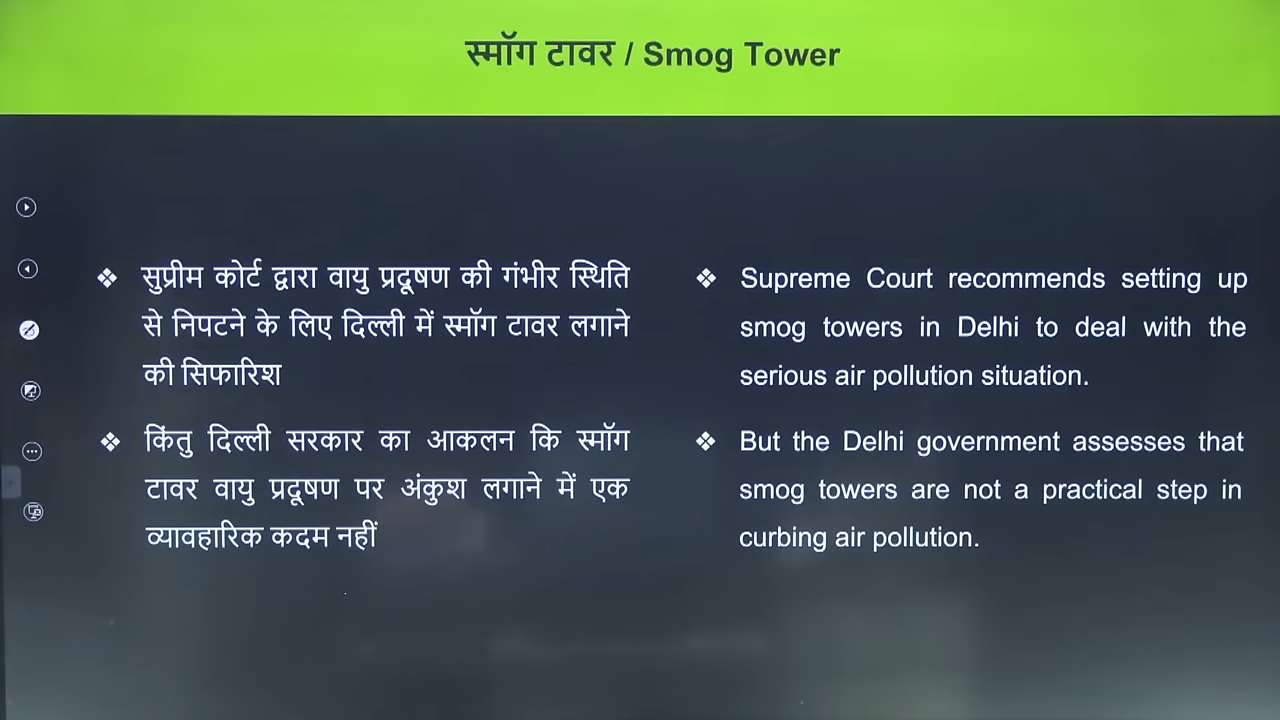 स्मॉग टावर / Smog Tower
❖ सुप्रीम कोर्ट द्वारा वायु प्रदूषण की गंभीर स्थिति
से निपटने के लिए दिल्ली में स्मॉग टावर लगाने
की सिफारिश
❖ किंतु दिल्ली सरकार का आकलन कि स्मॉग
टावर वायु प्रदूषण पर अंकुश लगाने में एक
व्यावहारिक कदम नहीं
❖ Supreme Court recommends setting up
smog towers in Delhi to deal with the
serious air pollution situation.
❖ But the Delhi government assesses that
smog towers are not a practical step in
curbing air pollution.